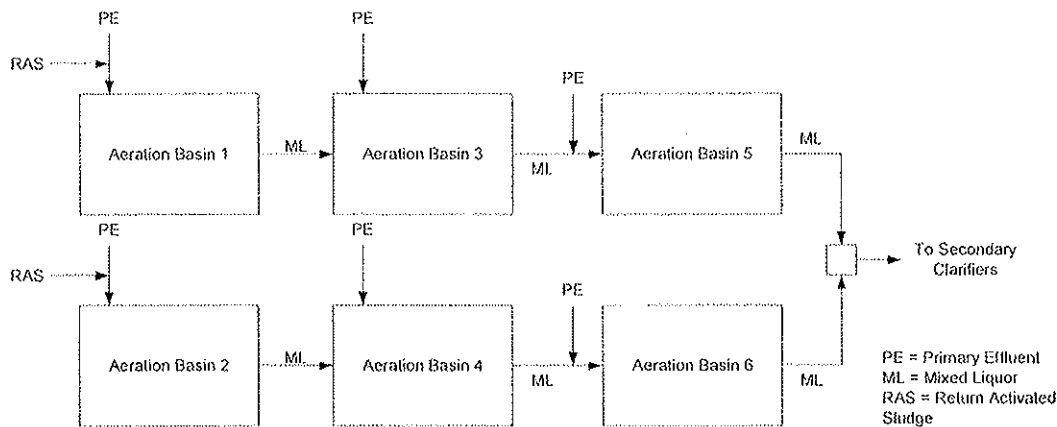 PE
PE
RAS
PE
Aeration Basin 1
ML
Aeration Basin 3
ML
Aeration Basin 5
ML
PE
PE
RAS
PE
To Secondary
Clarifiers
Aeration Basin 2
ML
Aeration Basin 4
ML
Aeration Basin 6
ML
PE = Primary Effluent
ML = Mixed Liquor
RAS = Return Activated
Sludge